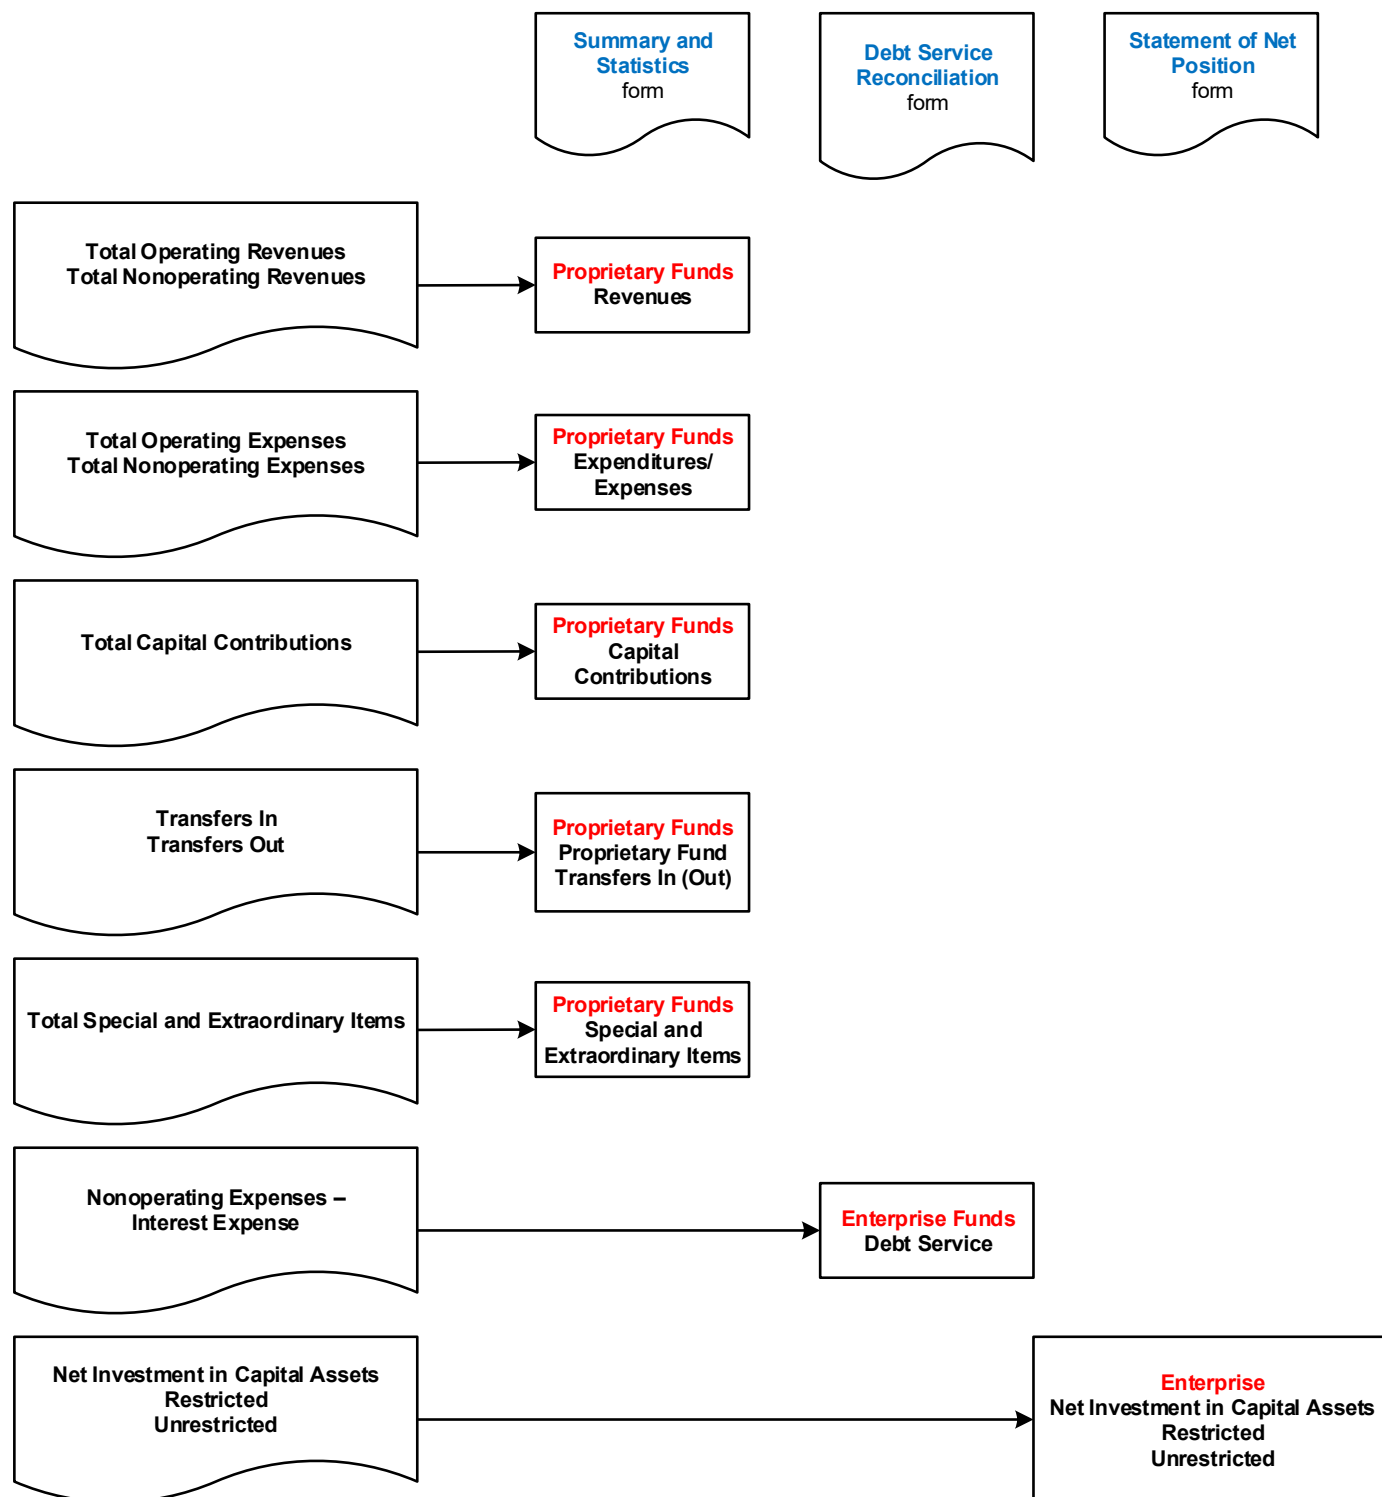 Summary and
Statistics
form
Debt Service
Reconciliation
form
Statement of Net
Position
form
Total Operating Revenues
Total Nonoperating Revenues
Proprietary Funds
Revenues
Total Operating Expenses
Total Nonoperating Expenses
Proprietary Funds
Expenditures/
Expenses
Total Capital Contributions
Proprietary Funds
Capital
Contributions
Transfers In
Transfers Out
Proprietary Funds
Proprietary Fund
Transfers In (Out)
Total Special and Extraordinary Items
Proprietary Funds
Special and
Extraordinary Items
Nonoperating Expenses –
Interest Expense
Enterprise Funds
Debt Service
Net Investment in Capital Assets
Restricted
Unrestricted
Enterprise
Net Investment in Capital Assets
Restricted
Unrestricted